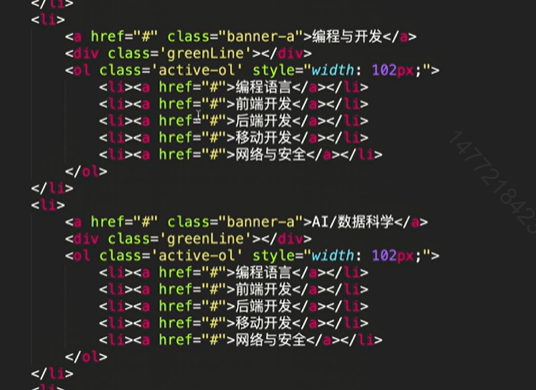 </li>
<li>
<a href="#" class="banner-a">编程与开发</a>
<div class='greenLine'></div>
<ol class='active-ol' style="width: 102px;">
<li><a href="#">编程语言</a></li>
<li><a href="#">前端开发</a></li>
<li><a href="#">后端开发</a></li>
<li><a href="#">移动开发</a></li>
<li><a href="#">网络与安全</a></li>
</ol>
</li>
<li>
<a href="#" class="banner-a">AI/数据科学</a>
<div class='greenLine'></div>
<ol class='active-ol' style="width: 102px;">
<li><a href="#">编程语言</a></li>
<li><a href="#">前端开发</a></li>
<li><a href="#">后端开发</a></li>
<li><a href="#">移动开发</a></li>
<li><a href="#">网络与安全</a></li>
</ol>
</li>
<li>